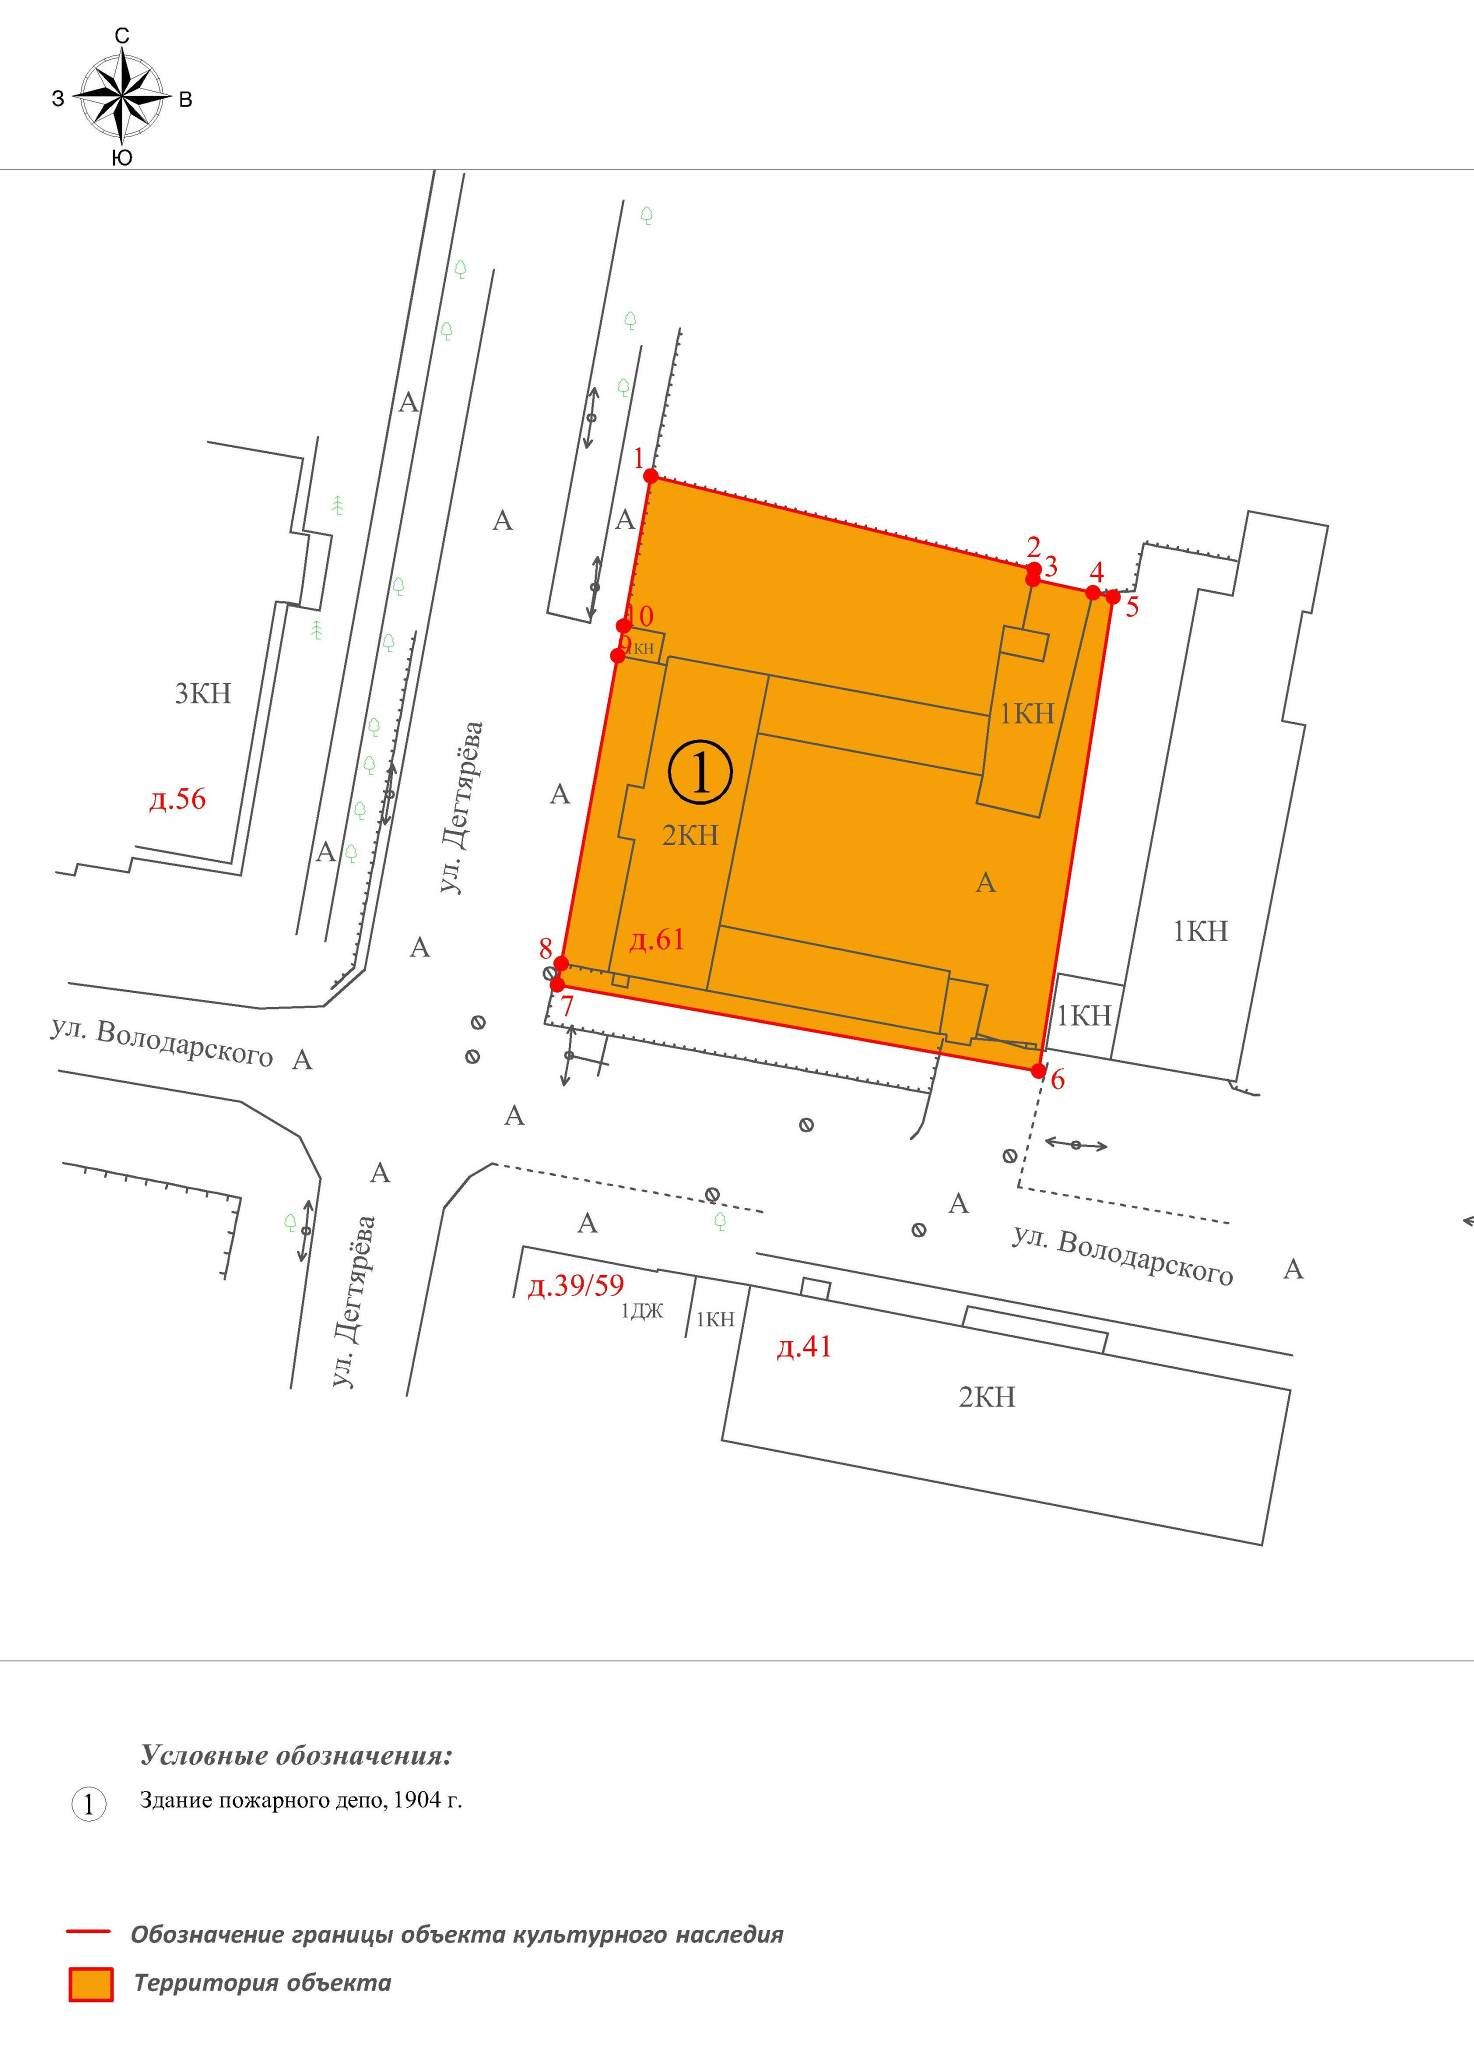 С
З
В
Ю
1
2
3
4
5
А
А
А
10
9
1КН
3КН
1КН
1
д.56
ул. Дегтярёва
А
2КН
А
А
1КН
д.61
8
А
7
1КН
ул. Володарского
А
6
А
А
А
А
ул. Володарского
А
ул. Дегтярёва
д.39/59
1ДЖ
1КН
д.41
2КН
Условные обозначения:
1 Здание пожарного депо, 1904 г.
Обозначение границы объекта культурного наследия
Территория объекта